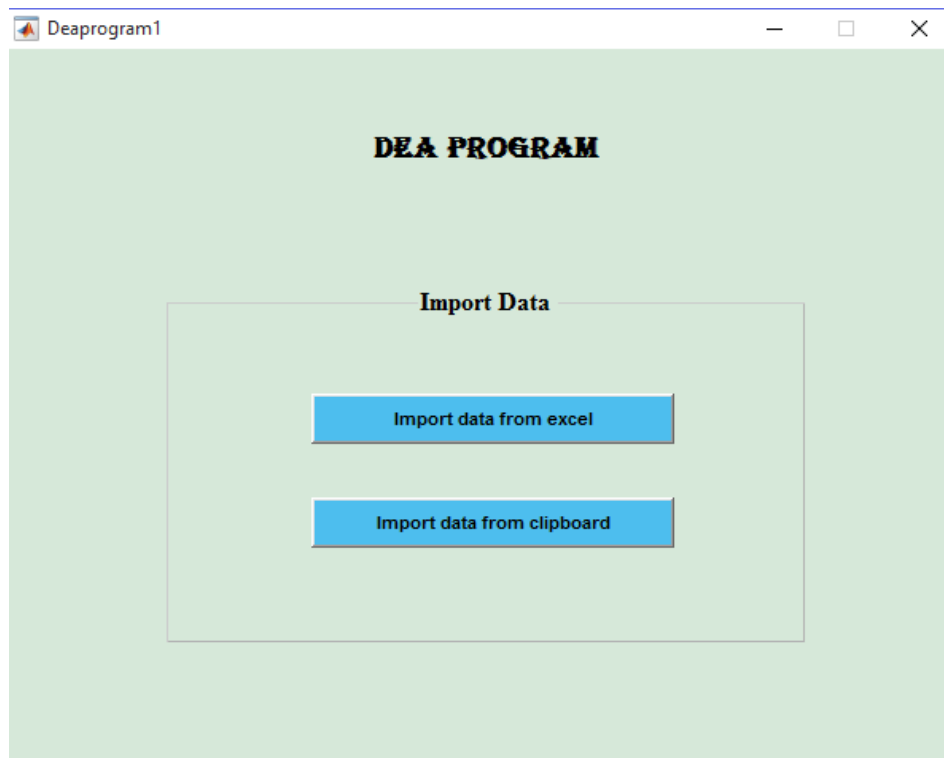 Deaprogram1
DEA PROGRAM
Import Data
Import data from excel
Import data from clipboard